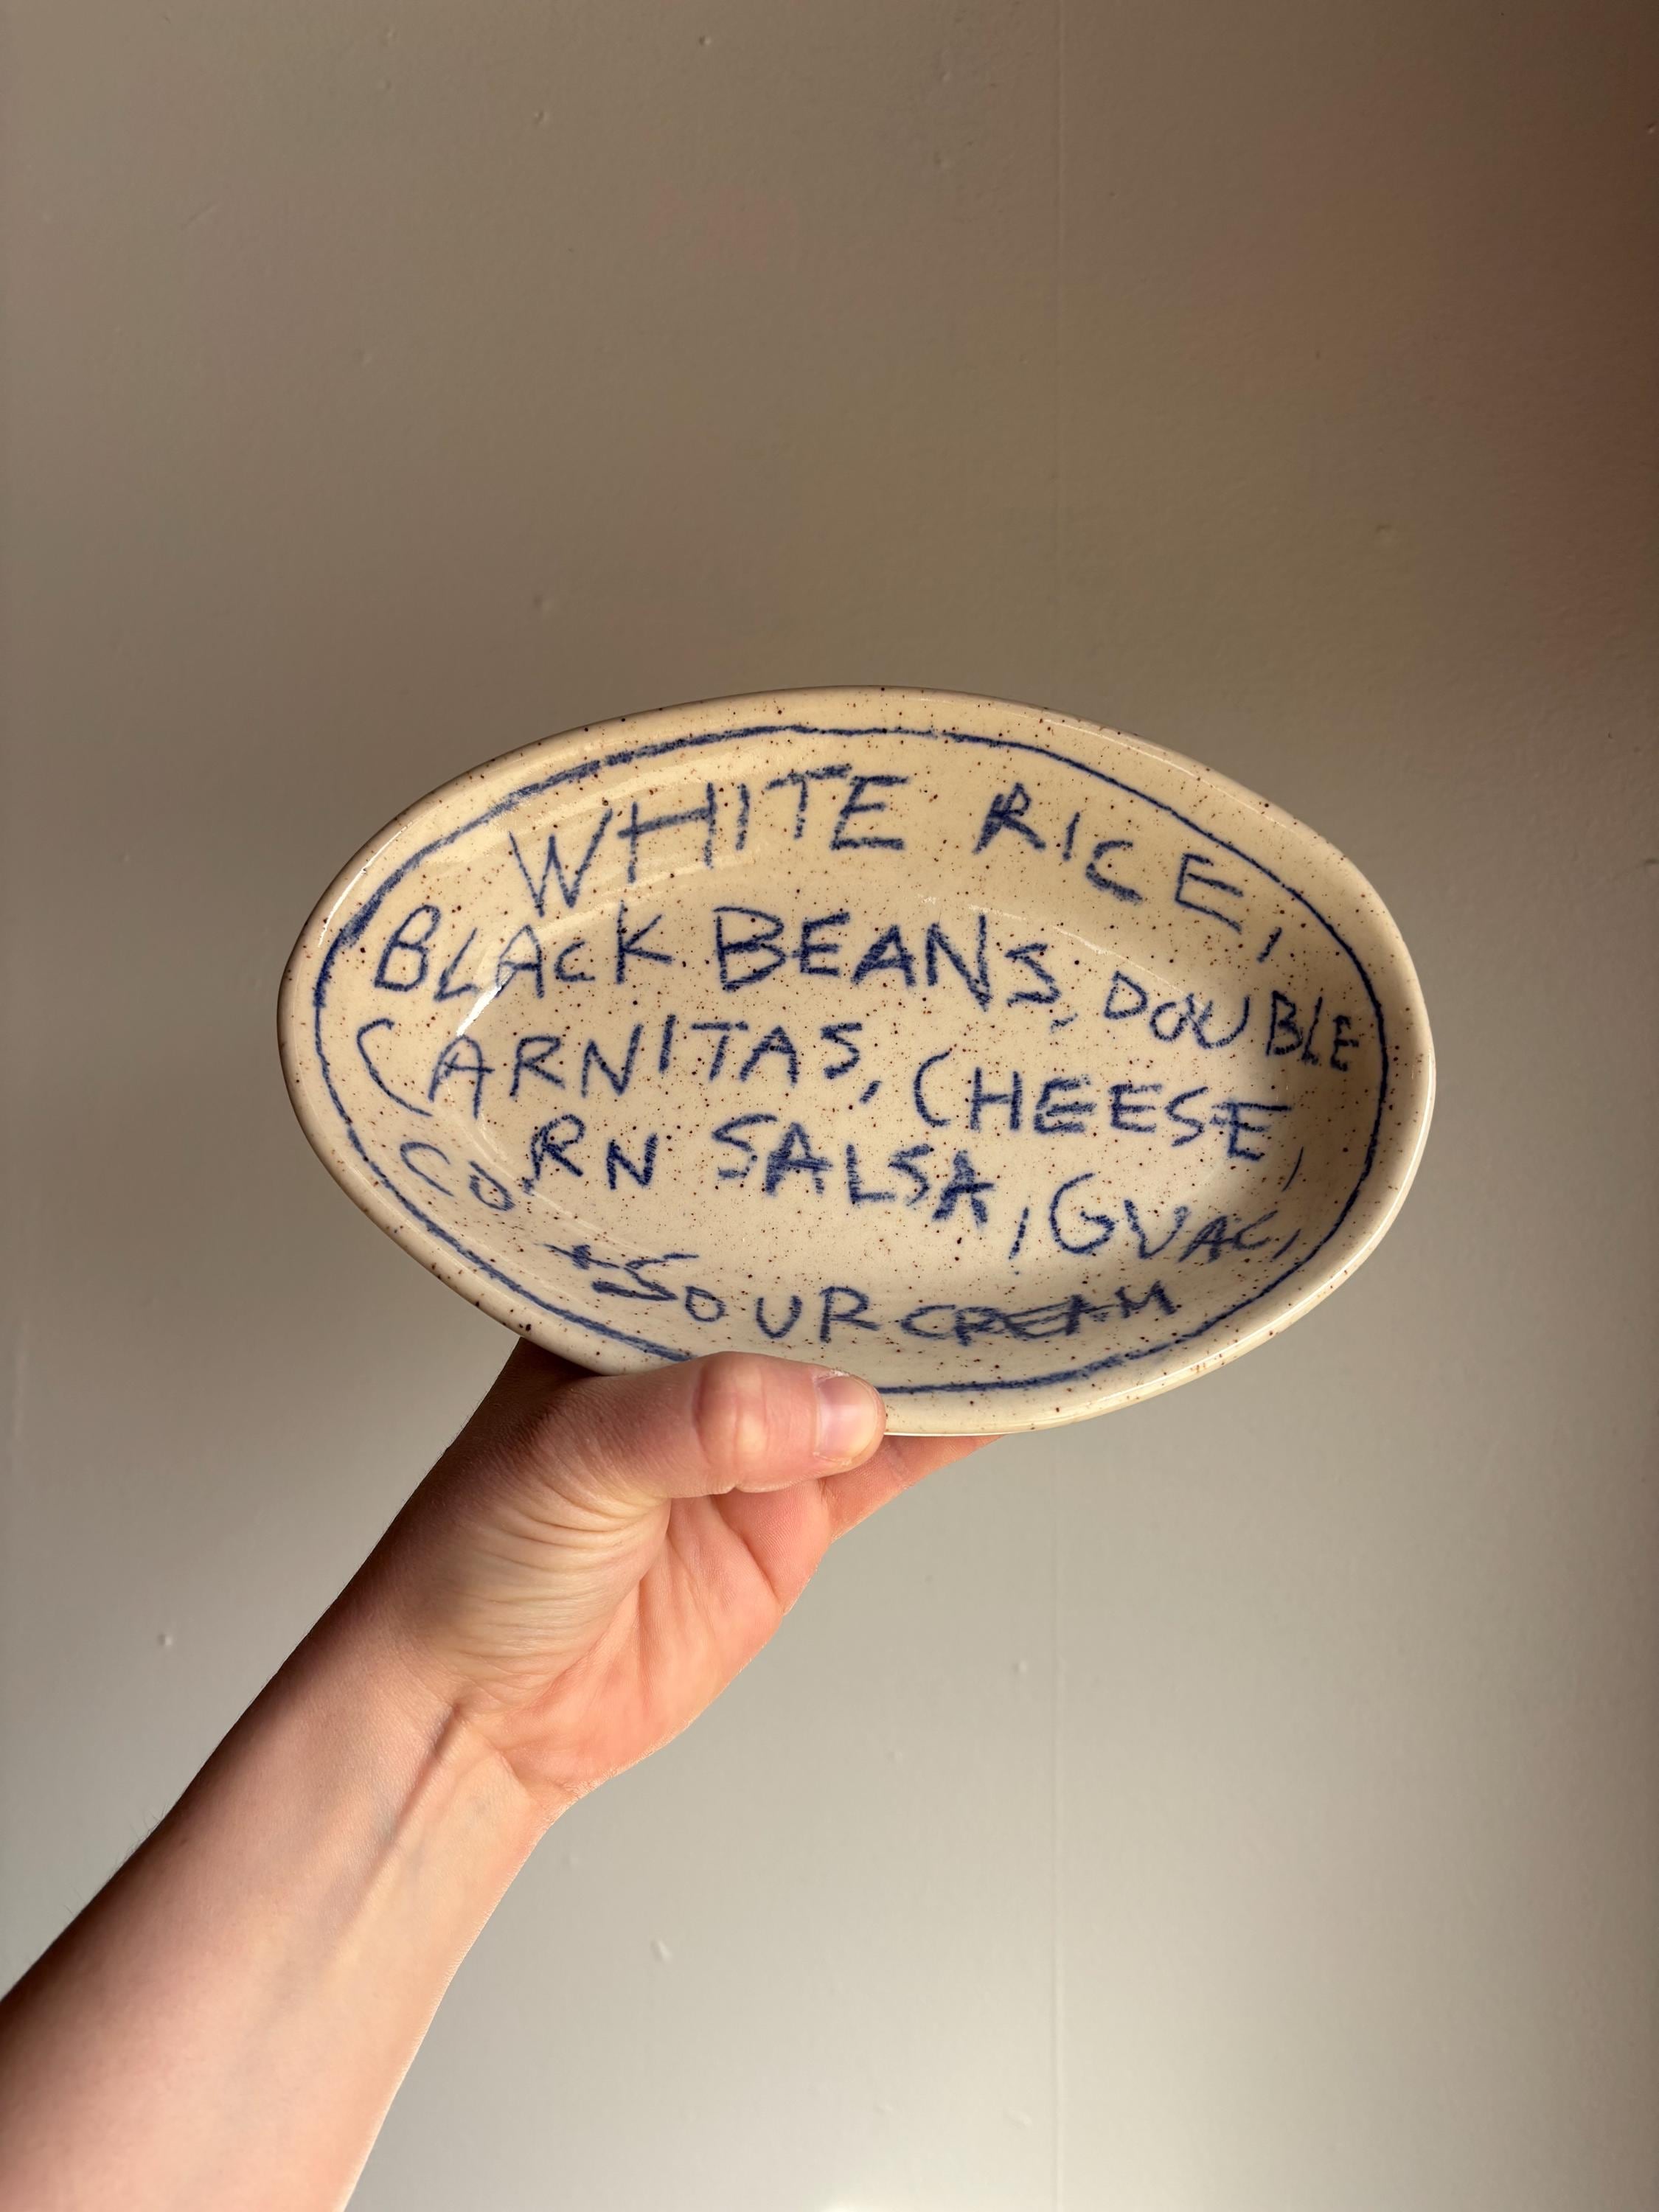 WHITE RICE,
BLACK BEANS, DOUBLE
CARNITAS, CHEESE,
CORN SALSA, GUAC,
+ SOUR CREAM